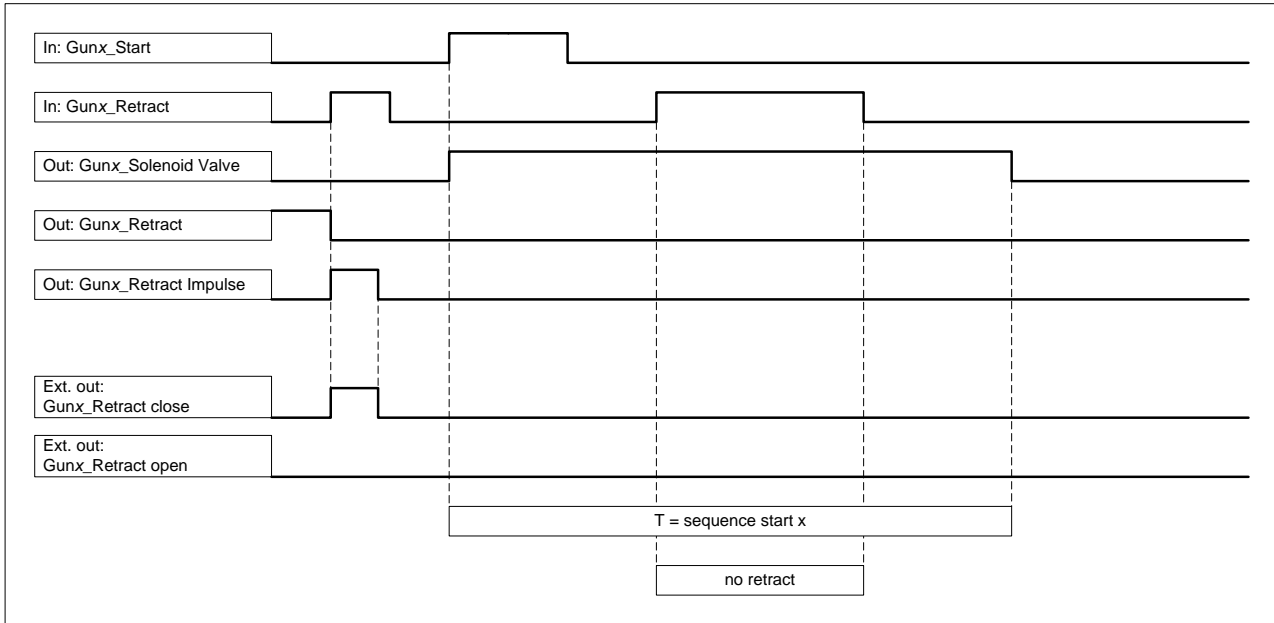 In: Gunx_Start
In: Gunx_Retract
Out: Gunx_Solenoid Valve
Out: Gunx_Retract
Out: Gunx_Retract Impulse
Ext. out:
Gunx_Retract close
Ext. out:
Gunx_Retract open
T = sequence start x
no retract